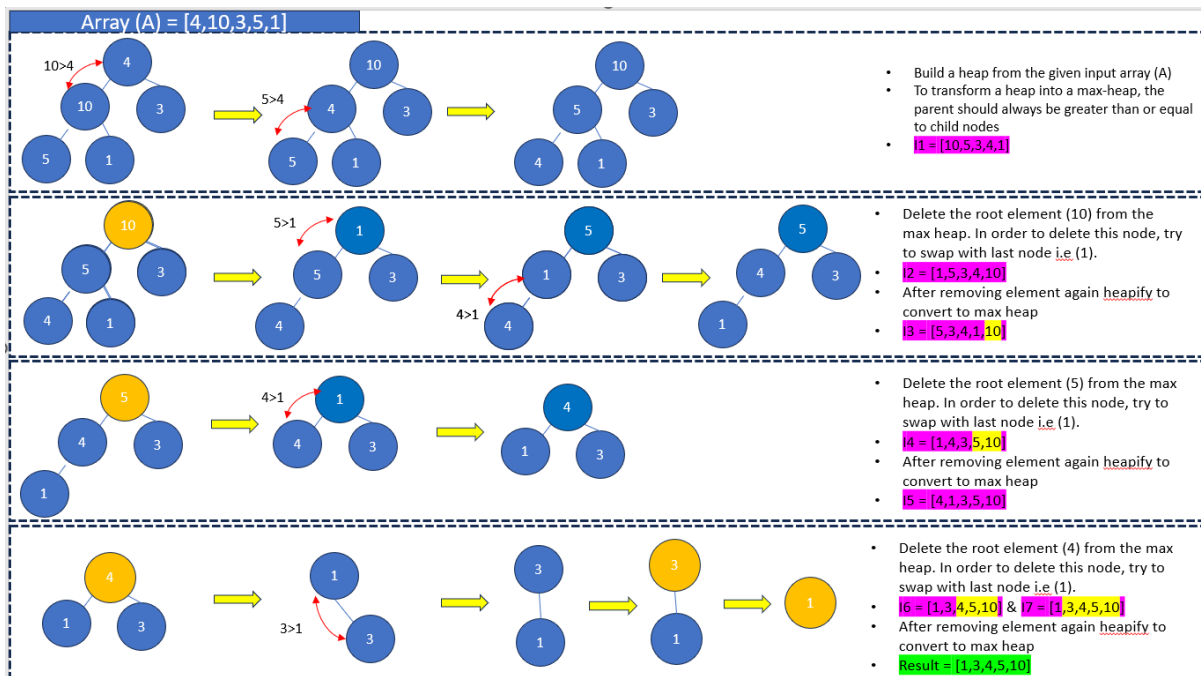 Array (A) = [4,10,3,5,1]
10>4
4
10
3
5
1
5>4
10
4
3
5
1
10
5
3
4
1
• Build a heap from the given input array (A)
• To transform a heap into a max-heap, the
parent should always be greater than or equal
to child nodes
• I1 = [10,5,3,4,1]
10
5
3
4
1
5>1
1
5
3
4
5
1
3
4>1
4
5
4
3
1
• Delete the root element (10) from the
max heap. In order to delete this node, try
to swap with last node i.e (1).
• I2 = [1,5,3,4,10]
• After removing element again heapify to
convert to max heap
• I3 = [5,3,4,1,10]
5
4
3
1
4>1
1
4
3
4
1
3
• Delete the root element (5) from the max
heap. In order to delete this node, try to
swap with last node i.e (1).
• I4 = [1,4,3,5,10]
• After removing element again heapify to
convert to max heap
• I5 = [4,1,3,5,10]
4
1
3
1
3>1
3
3
1
3
1
1
• Delete the root element (4) from the max
heap. In order to delete this node, try to
swap with last node i.e (1).
• I6 = [1,3,4,5,10] & I7 = [1,3,4,5,10]
• After removing element again heapify to
convert to max heap
• Result = [1,3,4,5,10]